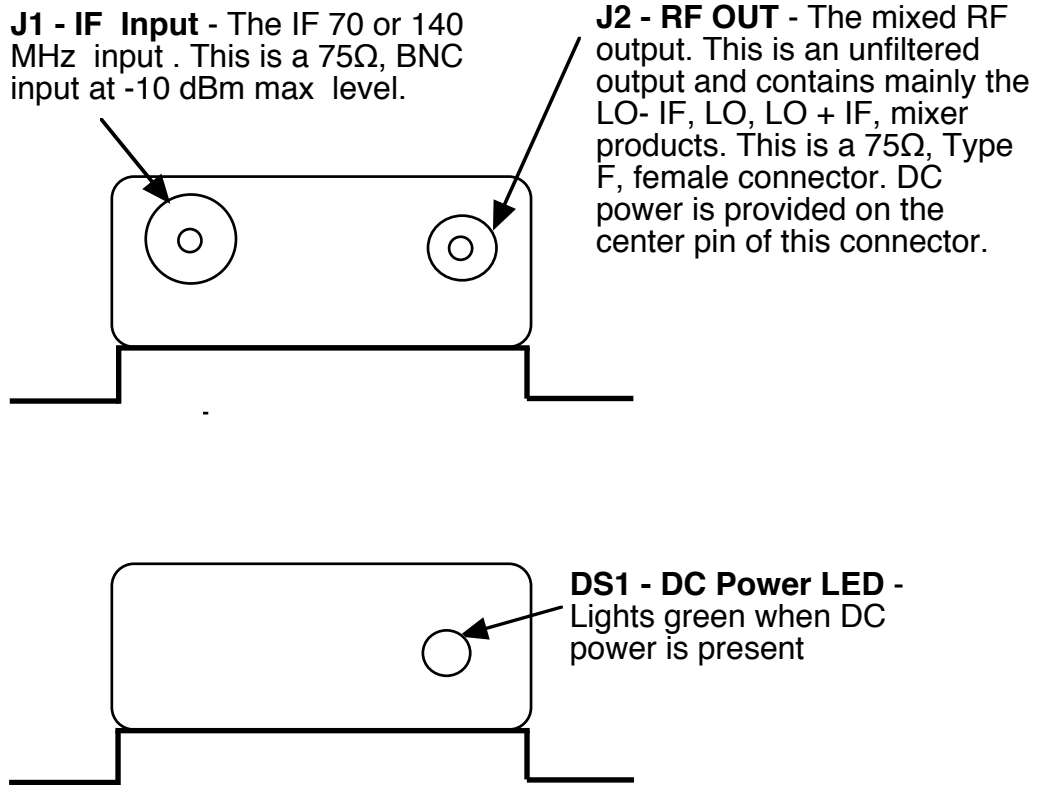 J1 - IF Input - The IF 70 or 140
MHz input . This is a 75Ω, BNC
input at -10 dBm max level.
J2 - RF OUT - The mixed RF
output. This is an unfiltered
output and contains mainly the
LO- IF, LO, LO + IF, mixer
products. This is a 75Ω, Type
F, female connector. DC
power is provided on the
center pin of this connector.
-
DS1 - DC Power LED -
Lights green when DC
power is present